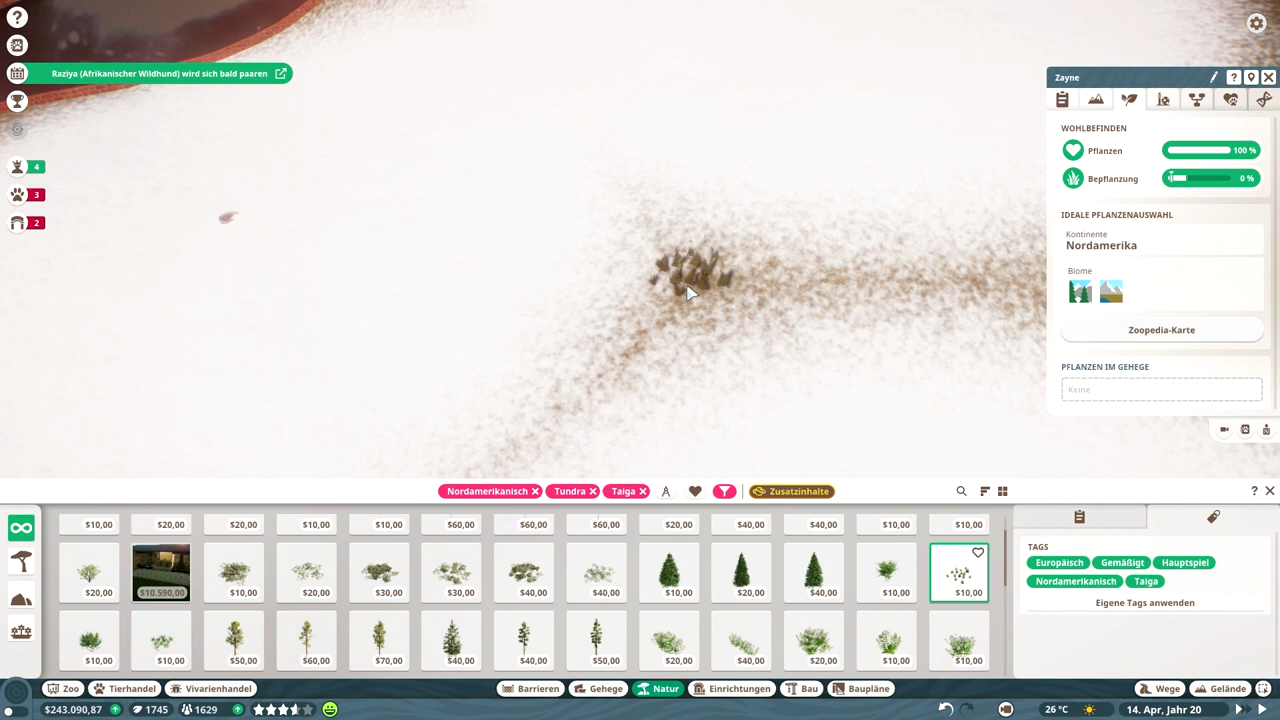 Raziya (Afrikanischer Wildhund) wird sich bald paaren
4
3
2
Zayne
WOHLBEFINDEN
Pflanzen
100 %
Bepflanzung
0 %
IDEALE PFLANZENAUSWAHL
Kontinente
Nordamerika
Biome
Zoopedia-Karte
PFLANZEN IM GEHEGE
Keine
Nordamerikanisch
Tundra
Taiga
Zusatzinhalte
$10,00 $20,00 $20,00 $10,00 $10,00 $60,00 $60,00 $60,00 $20,00 $40,00 $40,00 $10,00 $10,00
$20,00 $10.590,00 $10,00 $20,00 $30,00 $30,00 $40,00 $40,00 $10,00 $20,00 $40,00 $10,00 $10,00
$10,00 $10,00 $50,00 $60,00 $70,00 $40,00 $40,00 $50,00 $20,00 $40,00 $20,00 $10,00 $10,00
TAGS
Europäisch Gemäßigt Hauptspiel
Nordamerikanisch Taiga
Eigene Tags anwenden
Zoo Tierhandel Vivarienhandel Barrieren Gehege Natur Einrichtungen Bau Baupläne Wege Gelände
$243.090,87 1745 1629 26 °C 14. Apr, Jahr 20